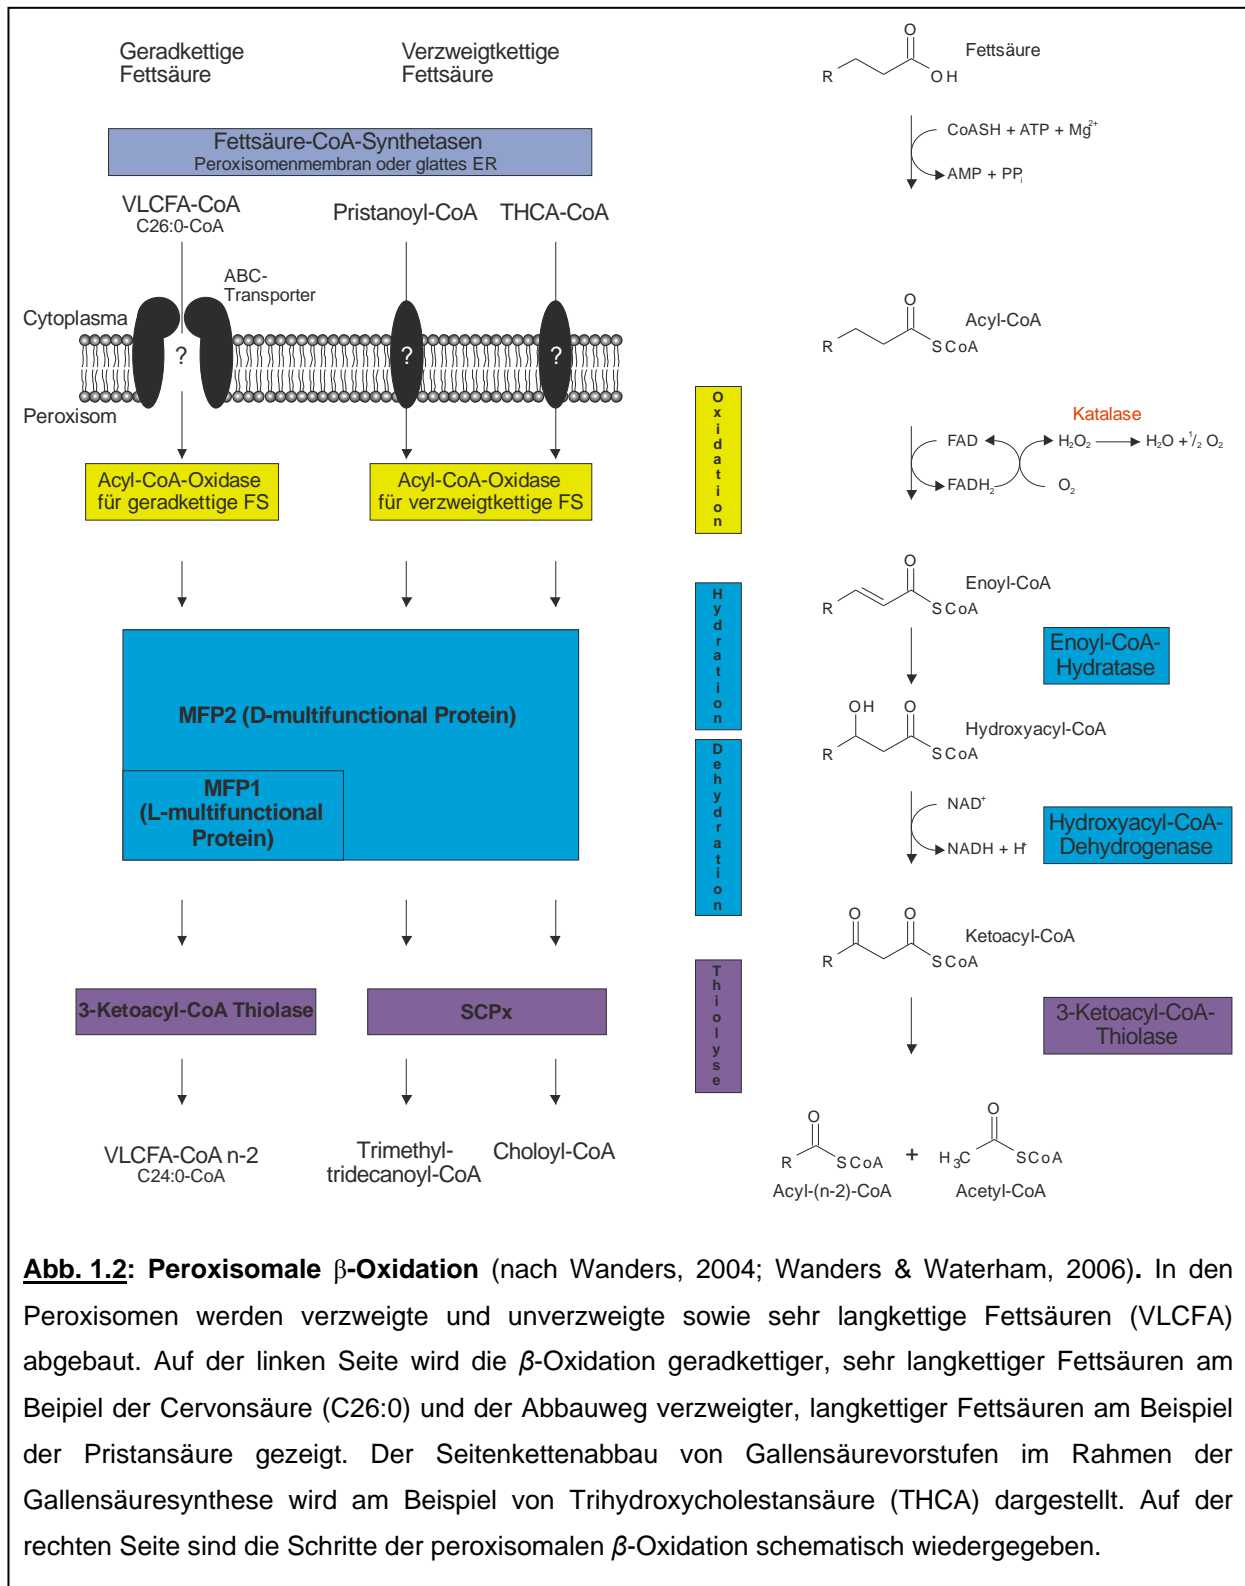 Geradkettige
Fettsäure
Verzweigtkettige
Fettsäure
Fettsäure-CoA-Synthetasen
Peroxisomenmembran oder glattes ER
VLCFA-CoA
C26:0-CoA
Pristanoyl-CoA
THCA-CoA
ABC-
Transporter
Cytoplasma
?
?
?
Peroxisom
Acyl-CoA-Oxidase
für geradkettige FS
Acyl-CoA-Oxidase
für verzweigtkettige FS
MFP2 (D-multifunctional Protein)
MFP1
(L-multifunctional
Protein)
3-Ketoacyl-CoA Thiolase
SCPx
VLCFA-CoA n-2
C24:0-CoA
Trimethyl-
tridecanoyl-CoA
Choloyl-CoA
Oxidation
Hydration
Dehydration
Thiolyse
O
R
OH
Fettsäure
CoASH + ATP + Mg²⁺
AMP + PPᵢ
O
R
SCoA
Acyl-CoA
Katalase
FAD
H₂O₂
H₂O + ¹/₂ O₂
FADH₂
O₂
O
R
SCoA
Enoyl-CoA
Enoyl-CoA-
Hydratase
OH
O
R
SCoA
Hydroxyacyl-CoA
NAD⁺
NADH + H⁺
Hydroxyacyl-CoA-
Dehydrogenase
O
O
R
SCoA
Ketoacyl-CoA
3-Ketoacyl-CoA-
Thiolase
O
R
SCoA
Acyl-(n-2)-CoA
+
O
H₃C
SCoA
Acetyl-CoA
Abb. 1.2: Peroxisomale β-Oxidation (nach Wanders, 2004; Wanders & Waterham, 2006). In den
Peroxisomen werden verzweigte und unverzweigte sowie sehr langkettige Fettsäuren (VLCFA)
abgebaut. Auf der linken Seite wird die β-Oxidation geradkettiger, sehr langkettiger Fettsäuren am
Beipiel der Cervonsäure (C26:0) und der Abbauweg verzweigter, langkettiger Fettsäuren am Beispiel
der Pristansäure gezeigt. Der Seitenkettenabbau von Gallensäurevorstufen im Rahmen der
Gallensäuresynthese wird am Beispiel von Trihydroxycholestansäure (THCA) dargestellt. Auf der
rechten Seite sind die Schritte der peroxisomalen β-Oxidation schematisch wiedergegeben.